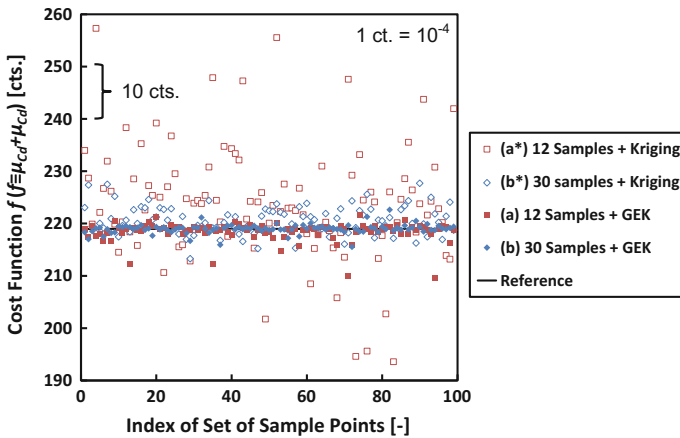 1 ct. = 10⁻⁴
10 cts.
Cost Function f (f=μCd+μCd) [cts.]
260
250
240
230
220
210
200
190
0 20 40 60 80 100
Index of Set of Sample Points [-]
(a*) 12 Samples + Kriging
(b*) 30 samples + Kriging
(a) 12 Samples + GEK
(b) 30 Samples + GEK
Reference